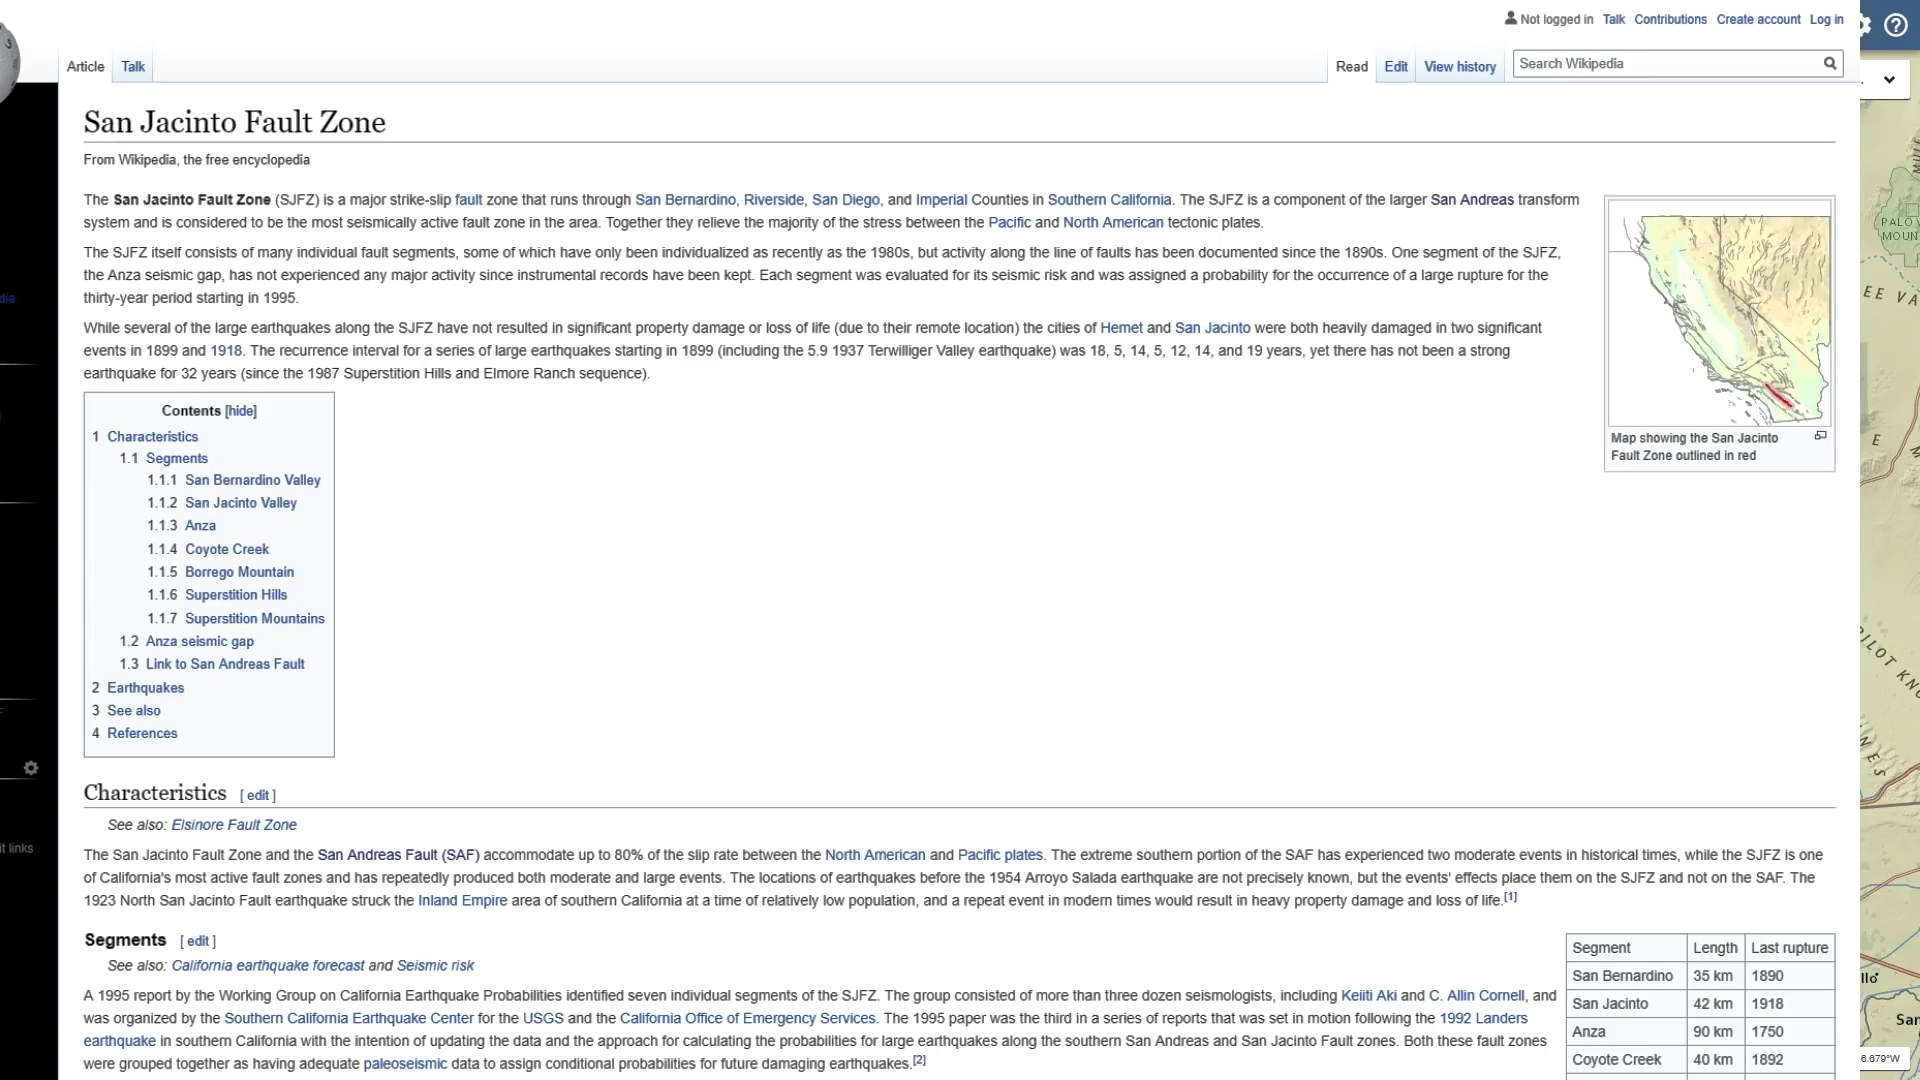 Not logged in Talk Contributions Create account Log in
Article Talk Read Edit View history Search Wikipedia
San Jacinto Fault Zone
From Wikipedia, the free encyclopedia
The San Jacinto Fault Zone (SJFZ) is a major strike-slip fault zone that runs through San Bernardino, Riverside, San Diego, and Imperial Counties in Southern California. The SJFZ is a component of the larger San Andreas transform
system and is considered to be the most seismically active fault zone in the area. Together they relieve the majority of the stress between the Pacific and North American tectonic plates.
The SJFZ itself consists of many individual fault segments, some of which have only been individualized as recently as the 1980s, but activity along the line of faults has been documented since the 1890s. One segment of the SJFZ,
the Anza seismic gap, has not experienced any major activity since instrumental records have been kept. Each segment was evaluated for its seismic risk and was assigned a probability for the occurrence of a large rupture for the
thirty-year period starting in 1995.
While several of the large earthquakes along the SJFZ have not resulted in significant property damage or loss of life (due to their remote location) the cities of Hemet and San Jacinto were both heavily damaged in two significant
events in 1899 and 1918. The recurrence interval for a series of large earthquakes starting in 1899 (including the 5.9 1937 Terwilliger Valley earthquake) was 18, 5, 14, 5, 12, 14, and 19 years, yet there has not been a strong
earthquake for 32 years (since the 1987 Superstition Hills and Elmore Ranch sequence).
Map showing the San Jacinto
Fault Zone outlined in red
Contents [hide]
1 Characteristics
1.1 Segments
1.1.1 San Bernardino Valley
1.1.2 San Jacinto Valley
1.1.3 Anza
1.1.4 Coyote Creek
1.1.5 Borrego Mountain
1.1.6 Superstition Hills
1.1.7 Superstition Mountains
1.2 Anza seismic gap
1.3 Link to San Andreas Fault
2 Earthquakes
3 See also
4 References
Characteristics [ edit ]
See also: Elsinore Fault Zone
The San Jacinto Fault Zone and the San Andreas Fault (SAF) accommodate up to 80% of the slip rate between the North American and Pacific plates. The extreme southern portion of the SAF has experienced two moderate events in historical times, while the SJFZ is one
of California's most active fault zones and has repeatedly produced both moderate and large events. The locations of earthquakes before the 1954 Arroyo Salada earthquake are not precisely known, but the events' effects place them on the SJFZ and not on the SAF. The
1923 North San Jacinto Fault earthquake struck the Inland Empire area of southern California at a time of relatively low population, and a repeat event in modern times would result in heavy property damage and loss of life.[1]
Segments [ edit ]
See also: California earthquake forecast and Seismic risk
A 1995 report by the Working Group on California Earthquake Probabilities identified seven individual segments of the SJFZ. The group consisted of more than three dozen seismologists, including Keiiti Aki and C. Allin Cornell, and
was organized by the Southern California Earthquake Center for the USGS and the California Office of Emergency Services. The 1995 paper was the third in a series of reports that was set in motion following the 1992 Landers
earthquake in southern California with the intention of updating the data and the approach for calculating the probabilities for large earthquakes along the southern San Andreas and San Jacinto Fault zones. Both these fault zones
were grouped together as having adequate paleoseismic data to assign conditional probabilities for future damaging earthquakes.[2]
Segment Length Last rupture
San Bernardino 35 km 1890
San Jacinto 42 km 1918
Anza 90 km 1750
Coyote Creek 40 km 1892
dia
it links
PALO
MOUN
EE VA
E
PILOT KN
NES
llo
San
6.679°W